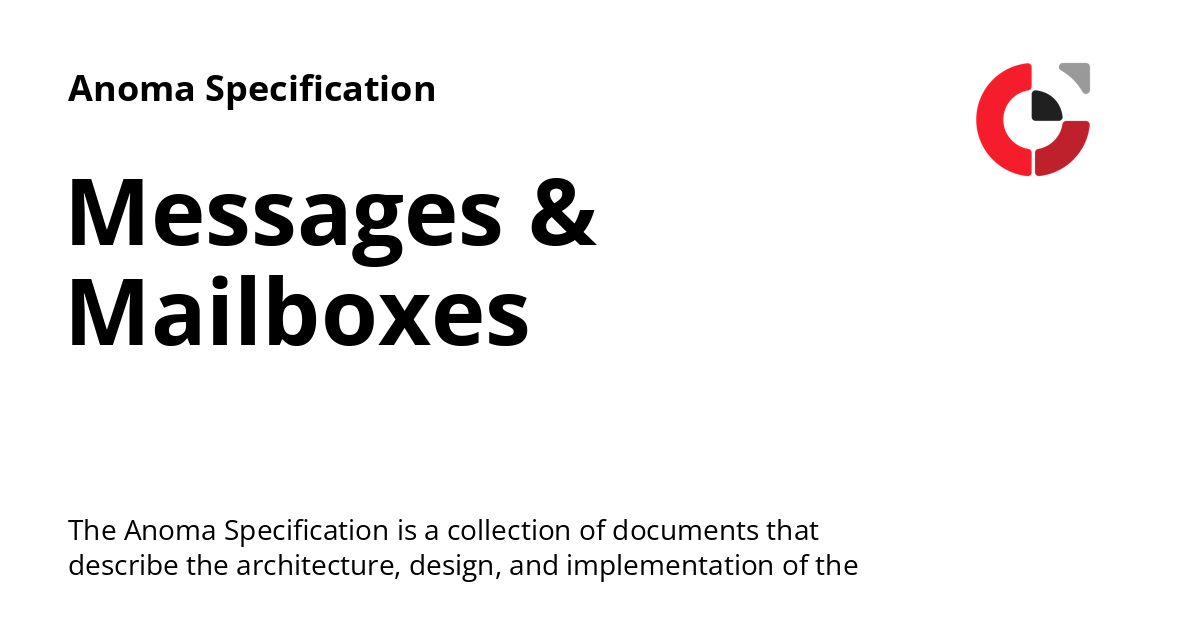 Anoma Specification
Messages &
Mailboxes
The Anoma Specification is a collection of documents that
describe the architecture, design, and implementation of the